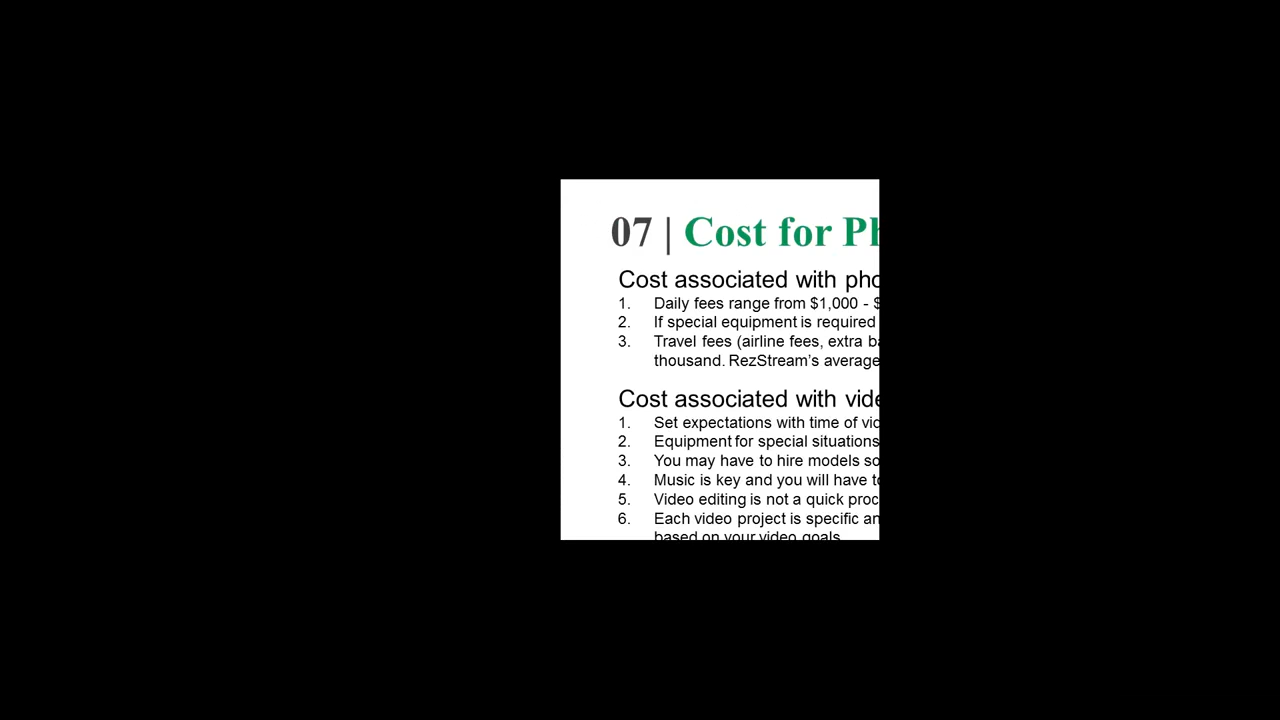 07 | Cost for Ph
Cost associated with pho
1. Daily fees range from $1,000 - $
2. If special equipment is required
3. Travel fees (airline fees, extra ba
thousand. RezStream's average
Cost associated with vide
1. Set expectations with time of vid
2. Equipment for special situations
3. You may have to hire models so
4. Music is key and you will have to
5. Video editing is not a quick proc
6. Each video project is specific an
based on your video goals